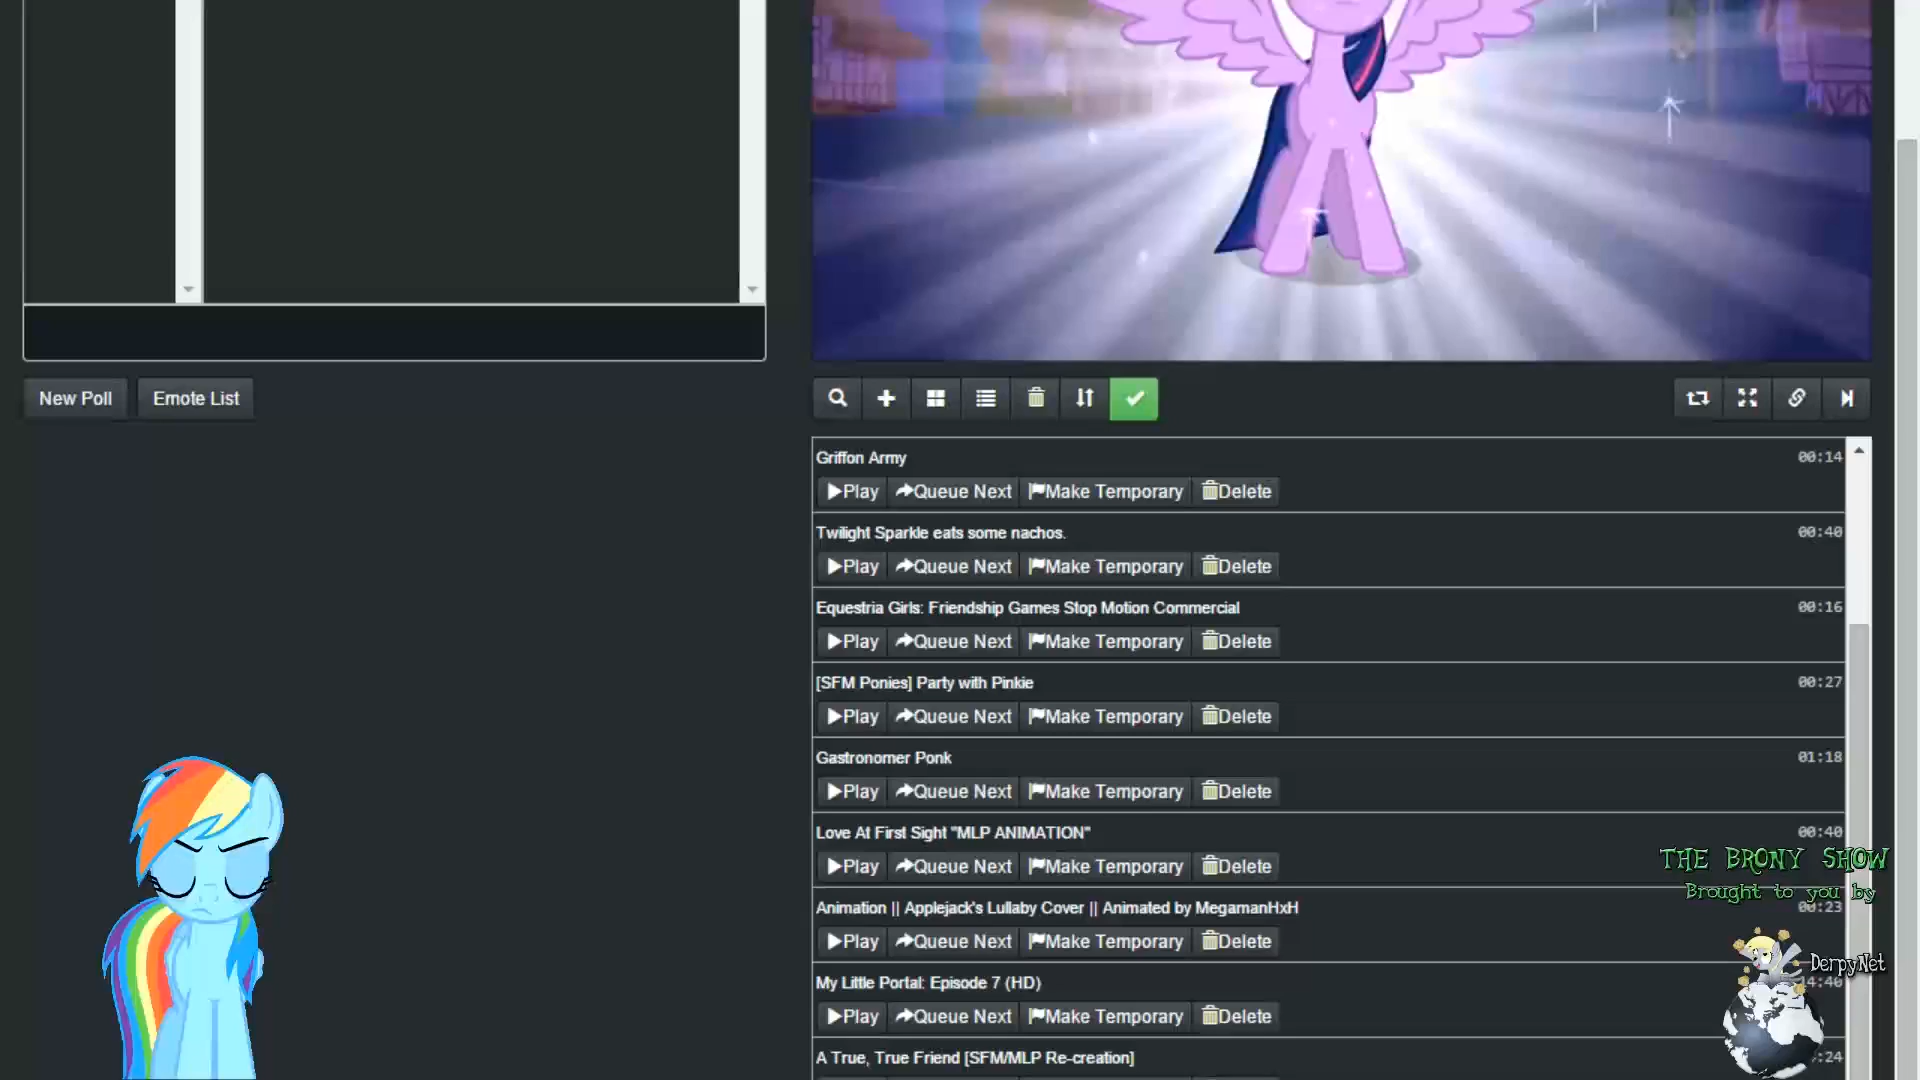 New Poll Emote List
Griffon Army 00:14
Play Queue Next Make Temporary Delete
Twilight Sparkle eats some nachos. 00:40
Play Queue Next Make Temporary Delete
Equestria Girls: Friendship Games Stop Motion Commercial 00:16
Play Queue Next Make Temporary Delete
[SFM Ponies] Party with Pinkie 00:27
Play Queue Next Make Temporary Delete
Gastronomer Ponk 01:18
Play Queue Next Make Temporary Delete
Love At First Sight "MLP ANIMATION" 00:40
Play Queue Next Make Temporary Delete
THE BRONY SHOW
Brought to you by
Animation || Applejack's Lullaby Cover || Animated by MegamanHxH 00:23
Play Queue Next Make Temporary Delete
DerpyNet
My Little Portal: Episode 7 (HD) 14:40
Play Queue Next Make Temporary Delete
A True, True Friend [SFM/MLP Re-creation] :24